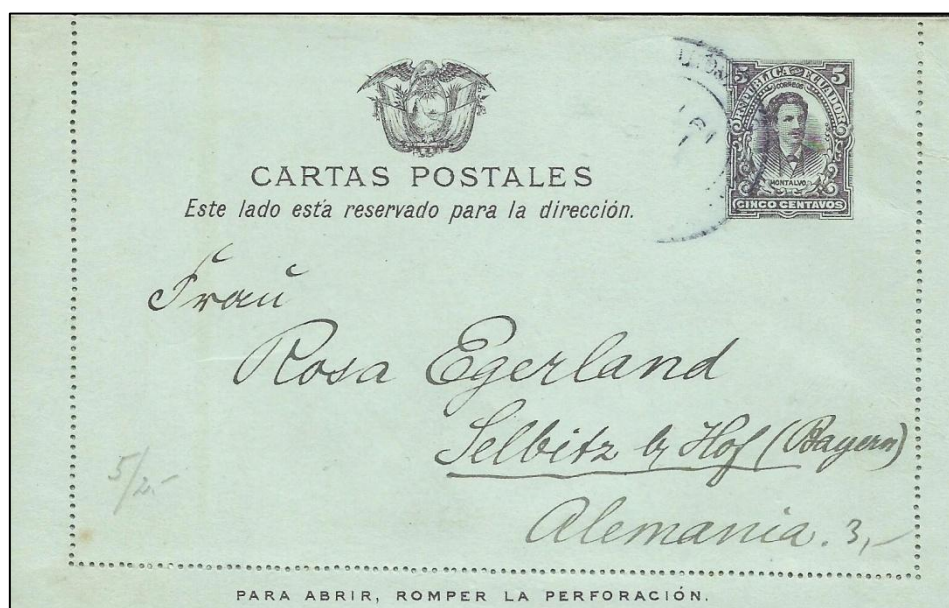 REPUBLICA DEL ECUADOR
CORREOS
5 5
MONTALVO
CINCO CENTAVOS
CARTAS POSTALES
Este lado está reservado para la dirección.
Frau
Rosa Egerland
Selbitz b/ Hof (Bayern)
5/2.-
Alemania. 3,-
PARA ABRIR, ROMPER LA PERFORACIÓN.